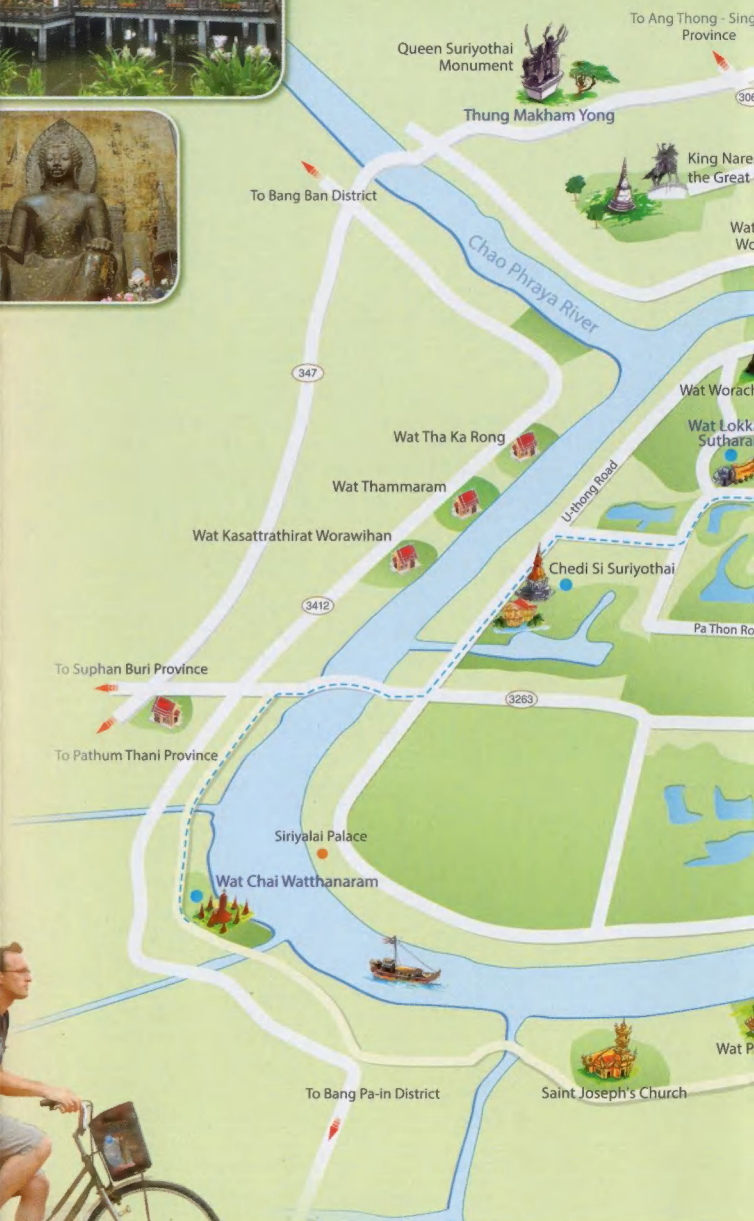 To Ang Thong - Sing
Province
Queen Suriyothai
Monument
306
Thung Makham Yong
King Nare
the Great
To Bang Ban District
Wat
Wo
Chao Phraya River
347
Wat Worach
Wat Lokk
Suthara
Wat Tha Ka Rong
U-thong Road
Wat Thammaram
Wat Kasattrathirat Worawihan
Chedi Si Suriyothai
3412
Pa Thon Ro
To Suphan Buri Province
3263
To Pathum Thani Province
Siriyalai Palace
Wat Chai Watthanaram
Wat P
To Bang Pa-in District
Saint Joseph's Church